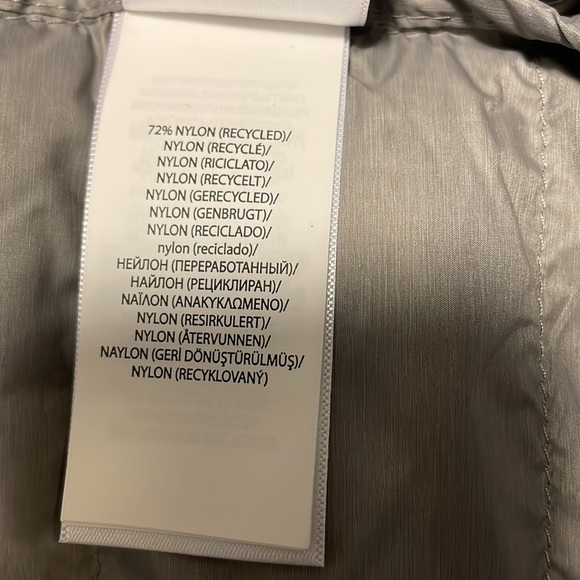 72% NYLON (RECYCLED)/
NYLON (RECYCLÉ)/
NYLON (RICICLATO)/
NYLON (RECYCELT)/
NYLON (GERECYCLED)/
NYLON (GENBRUGT)/
NYLON (RECICLADO)/
nylon (reciclado)/
НЕЙЛОН (ПЕРЕРАБОТАННЫЙ)/
НАЙЛОН (РЕЦИКЛИРАН)/
ΝΑΪΛΟΝ (ΑΝΑΚΥΚΛΩΜΕΝΟ)/
NYLON (RESIRKULERT)/
NYLON (ÅTERVUNNEN)/
NAYLON (GERİ DÖNÜŞTÜRÜLMÜŞ)/
NYLON (RECYKLOVANÝ)